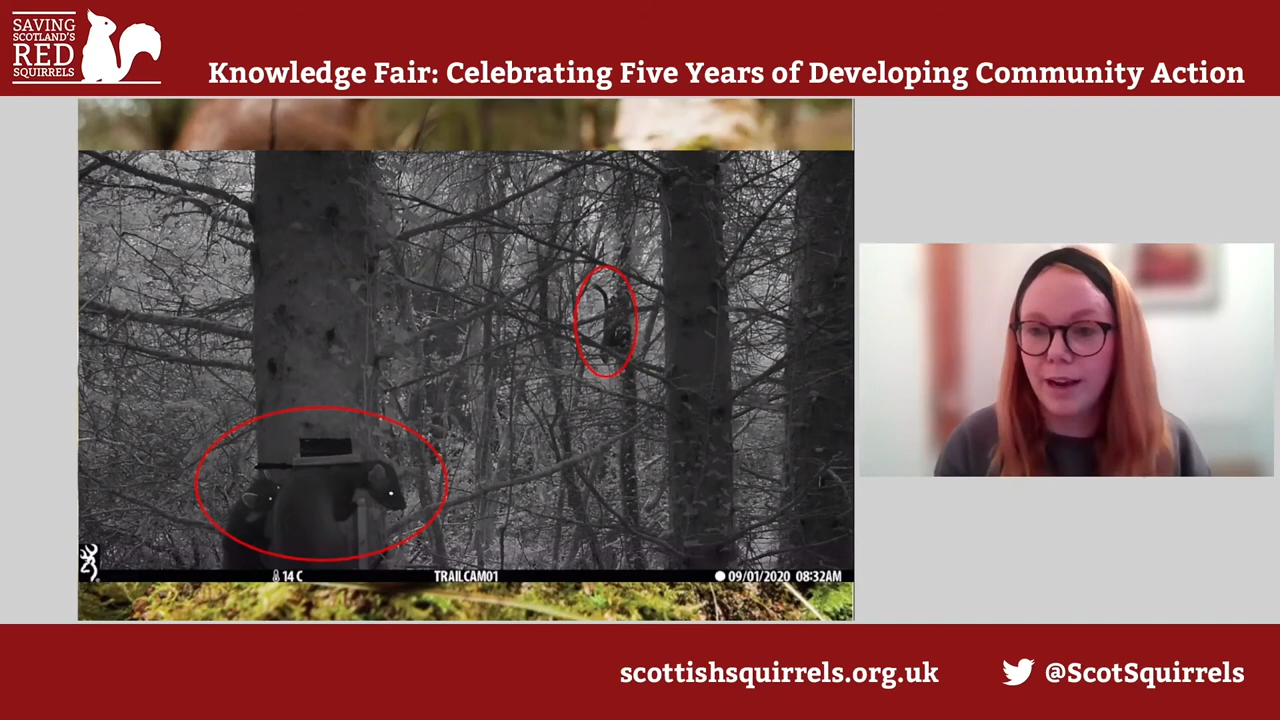 SAVING
SCOTLAND'S
RED
SQUIRRELS
Knowledge Fair: Celebrating Five Years of Developing Community Action
14 C TRAILCAM01 09/01/2020 08:32AM
scottishsquirrels.org.uk @ScotSquirrels